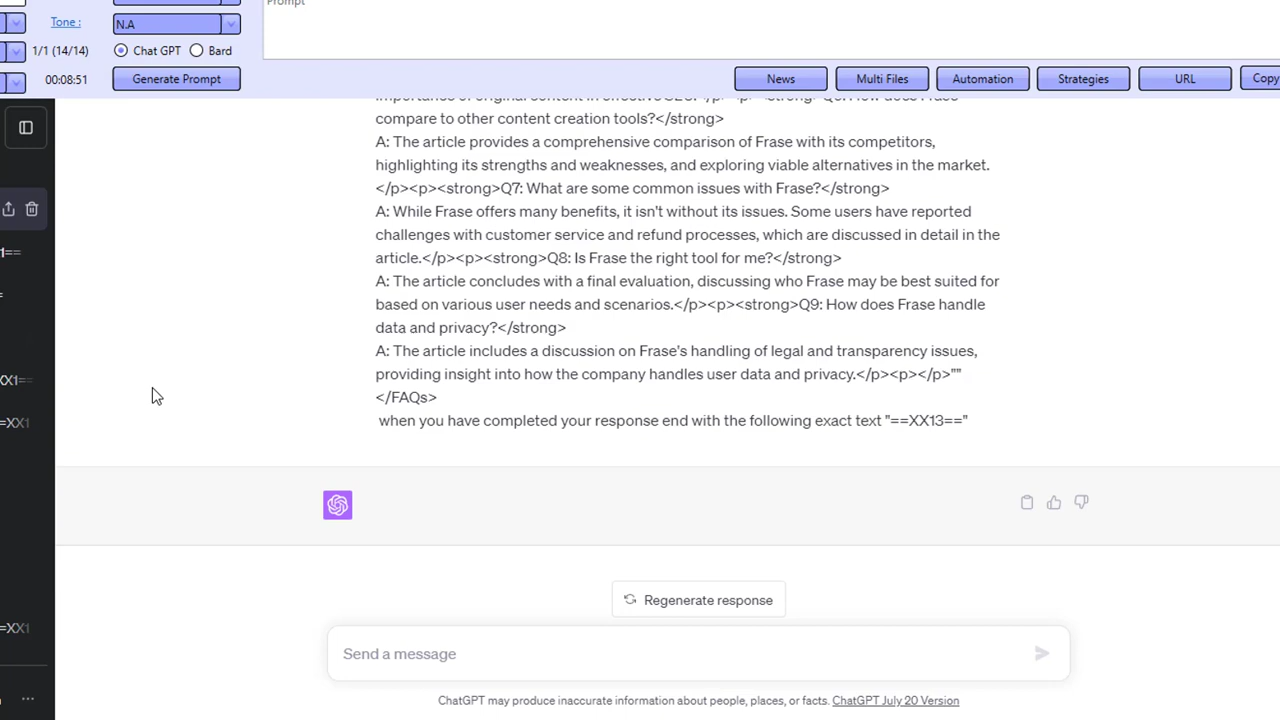 Prompt
Tone :
N.A
1/1 (14/14)
Chat GPT
Bard
00:08:51
Generate Prompt
News
Multi Files
Automation
Strategies
URL
Copy
compare to other content creation tools?</strong>
A: The article provides a comprehensive comparison of Frase with its competitors,
highlighting its strengths and weaknesses, and exploring viable alternatives in the market.
</p><p><strong>Q7: What are some common issues with Frase?</strong>
A: While Frase offers many benefits, it isn't without its issues. Some users have reported
challenges with customer service and refund processes, which are discussed in detail in the
article.</p><p><strong>Q8: Is Frase the right tool for me?</strong>
A: The article concludes with a final evaluation, discussing who Frase may be best suited for
based on various user needs and scenarios.</p><p><strong>Q9: How does Frase handle
data and privacy?</strong>
A: The article includes a discussion on Frase's handling of legal and transparency issues,
providing insight into how the company handles user data and privacy.</p><p></p>""
</FAQs>
when you have completed your response end with the following exact text "==XX13=="
1==
=
XX1==
=XX1
=XX1
Regenerate response
Send a message
ChatGPT may produce inaccurate information about people, places, or facts. ChatGPT July 20 Version